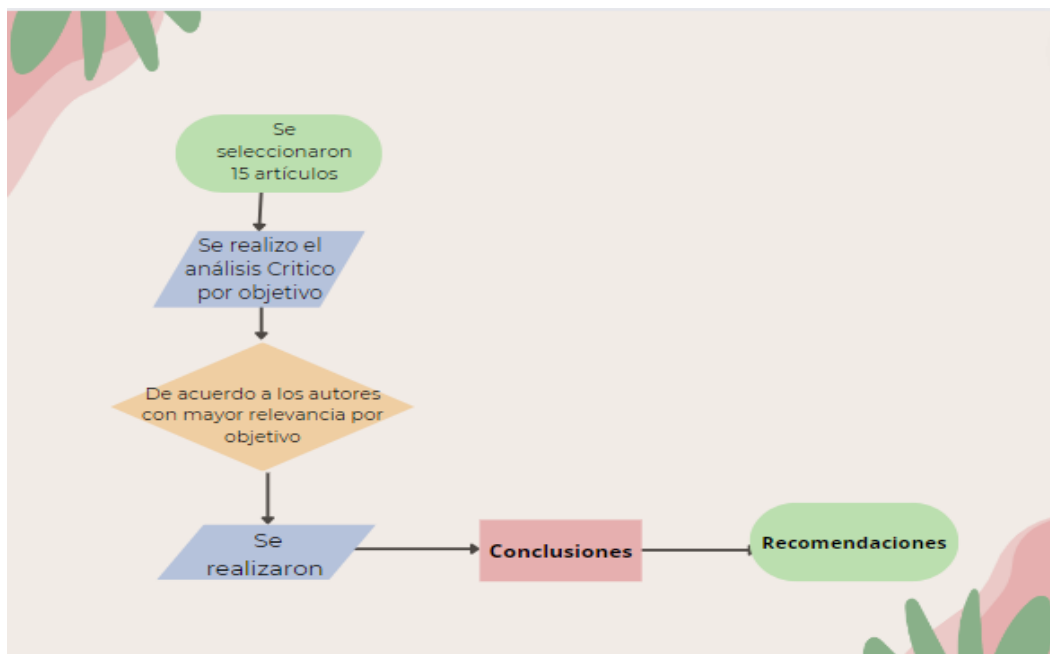 Se
seleccionaron
15 artículos
Se realizo el
análisis Critico
por objetivo
De acuerdo a los autores
con mayor relevancia por
objetivo
Se
realizaron
Conclusiones
Recomendaciones